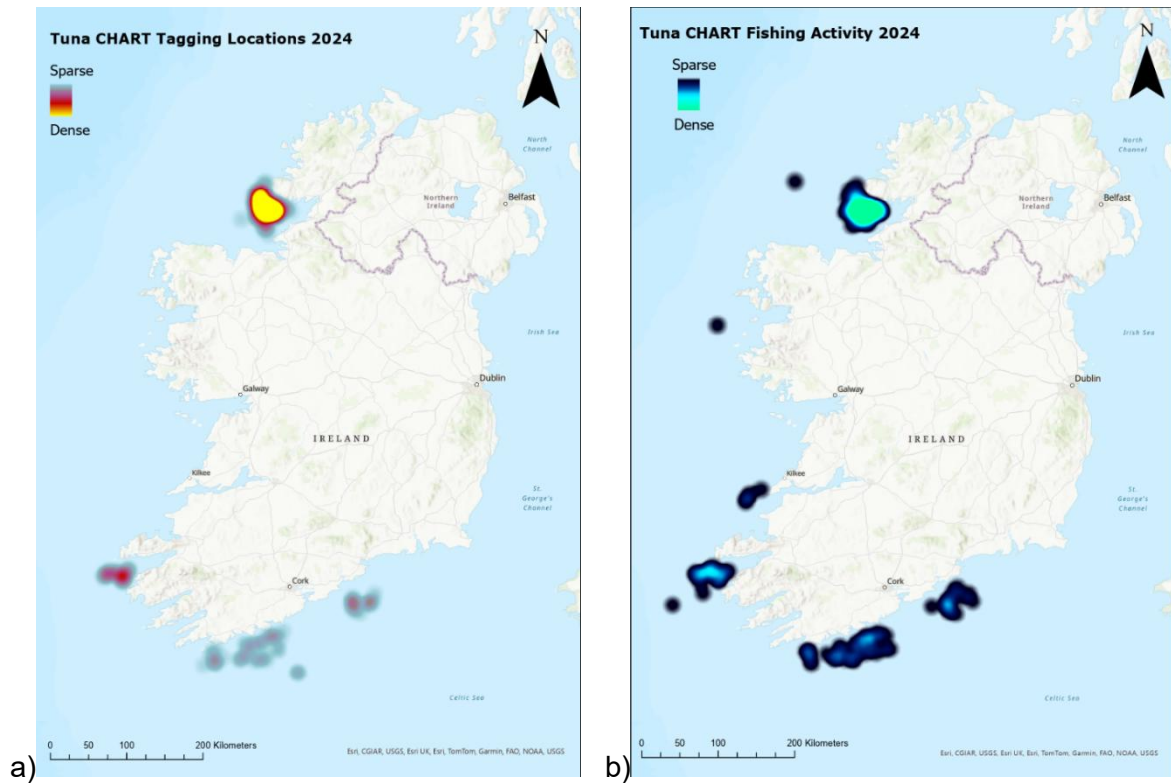 Tuna CHART Tagging Locations 2024
N
Sparse
Dense
North
Channel
Northern
Ireland
Belfast
Irish Sea
Dublin
Galway
IRELAND
Kilkee
St.
George's
Channel
Cork
Celtic Sea
0 50 100 200 Kilometers
Esri, CGIAR, USGS, Esri UK, Esri, TomTom, Garmin, FAO, NOAA, USGS
a)
Tuna CHART Fishing Activity 2024
N
Sparse
Dense
North
Channel
Northern
Ireland
Belfast
Irish Sea
Dublin
Galway
IRELAND
Kilkee
St.
George's
Channel
Cork
Celtic Sea
0 50 100 200 Kilometers
Esri, CGIAR, USGS, Esri UK, Esri, TomTom, Garmin, FAO, NOAA, USGS
b)